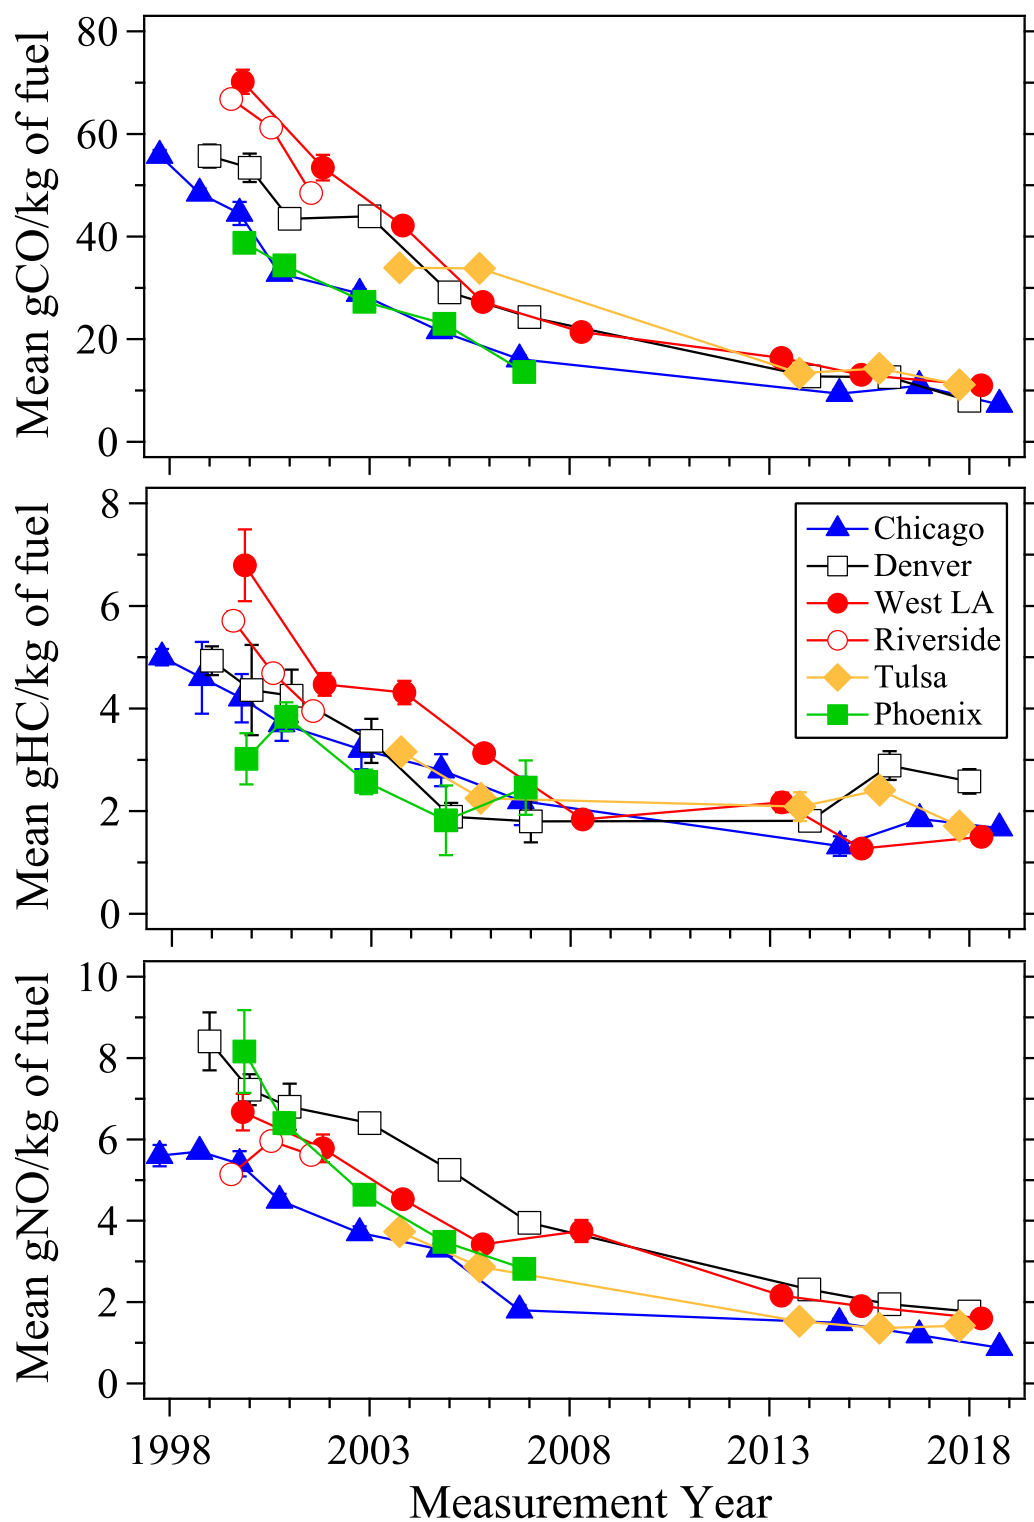 Mean gCO/kg of fuel
80
60
40
20
0
Mean gHC/kg of fuel
8
6
4
2
0
Chicago
Denver
West LA
Riverside
Tulsa
Phoenix
Mean gNO/kg of fuel
10
8
6
4
2
0
1998 2003 2008 2013 2018
Measurement Year